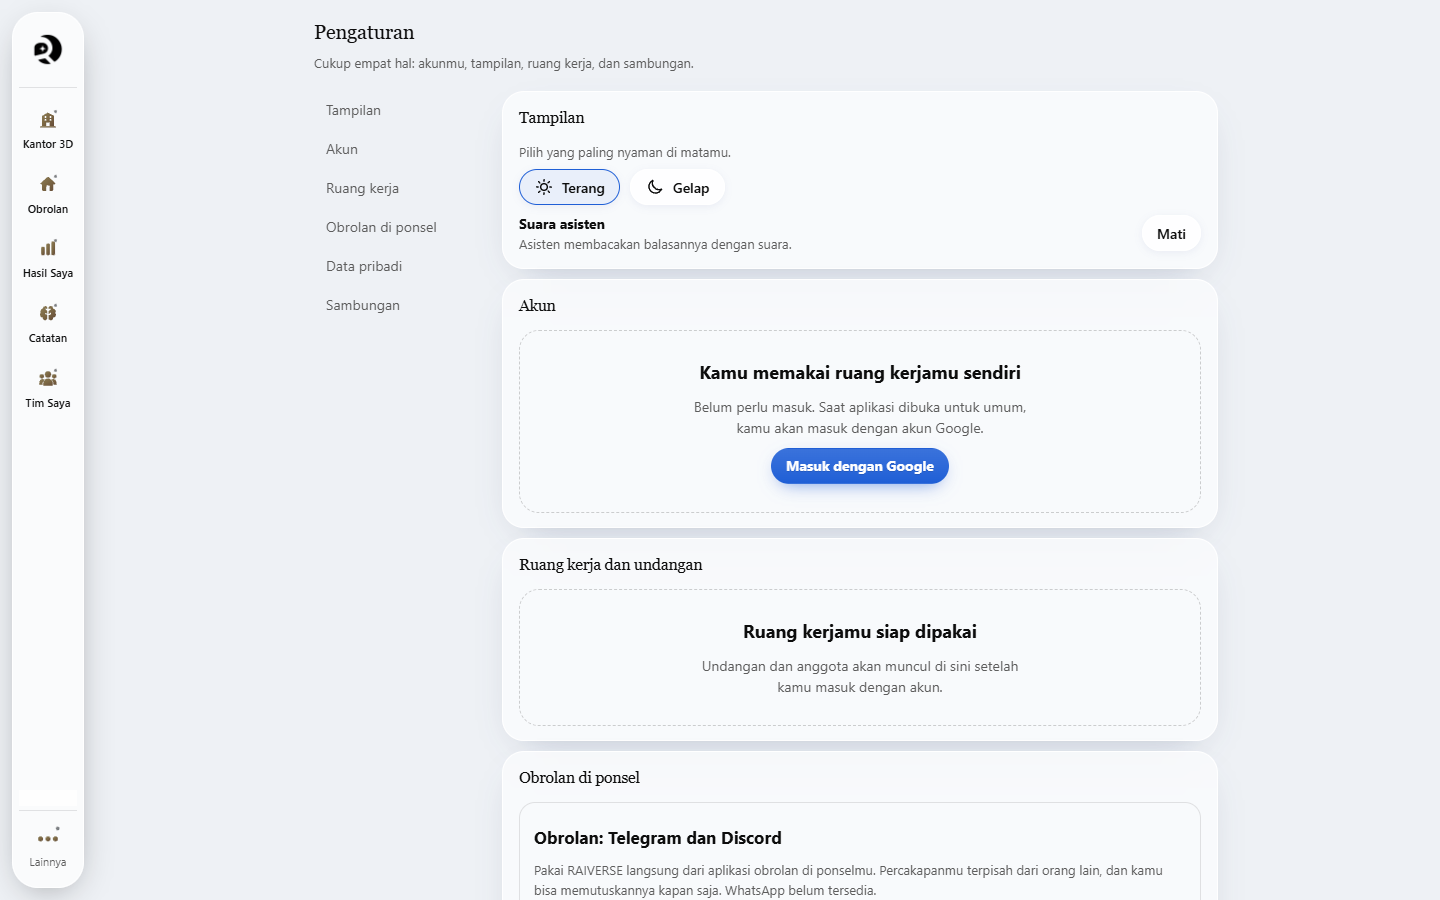 Pengaturan
Cukup empat hal: akunmu, tampilan, ruang kerja, dan sambungan.
Kantor 3D
Obrolan
Hasil Saya
Catatan
Tim Saya
Lainnya
Tampilan
Akun
Ruang kerja
Obrolan di ponsel
Data pribadi
Sambungan
Tampilan
Pilih yang paling nyaman di matamu.
Terang
Gelap
Suara asisten
Asisten membacakan balasannya dengan suara.
Mati
Akun
Kamu memakai ruang kerjamu sendiri
Belum perlu masuk. Saat aplikasi dibuka untuk umum,
kamu akan masuk dengan akun Google.
Masuk dengan Google
Ruang kerja dan undangan
Ruang kerjamu siap dipakai
Undangan dan anggota akan muncul di sini setelah
kamu masuk dengan akun.
Obrolan di ponsel
Obrolan: Telegram dan Discord
Pakai RAIVERSE langsung dari aplikasi obrolan di ponselmu. Percakapanmu terpisah dari orang lain, dan kamu
bisa memutuskannya kapan saja. WhatsApp belum tersedia.